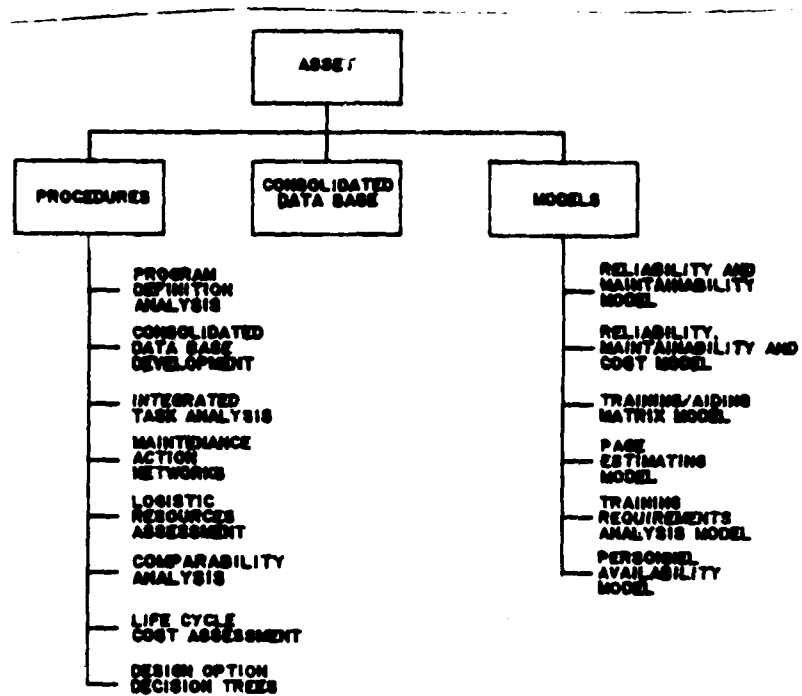 ASSET
PROCEDURES
CONSOLIDATED
DATA BASE
MODELS
PROGRAM
DEFINITION
ANALYSIS
CONSOLIDATED
DATA BASE
DEVELOPMENT
INTEGRATED
TASK ANALYSIS
MAINTENANCE
ACTION
NETWORKS
LOGISTIC
RESOURCES
ASSESSMENT
COMPARABILITY
ANALYSIS
LIFE CYCLE
COST ASSESSMENT
DESIGN OPTION
DECISION TREES
RELIABILITY AND
MAINTAINABILITY
MODEL
RELIABILITY,
MAINTAINABILITY AND
COST MODEL
TRAINING/AIDING
MATRIX MODEL
PAGE
ESTIMATING
MODEL
TRAINING
REQUIREMENTS
ANALYSIS MODEL
PERSONNEL
AVAILABILITY
MODEL